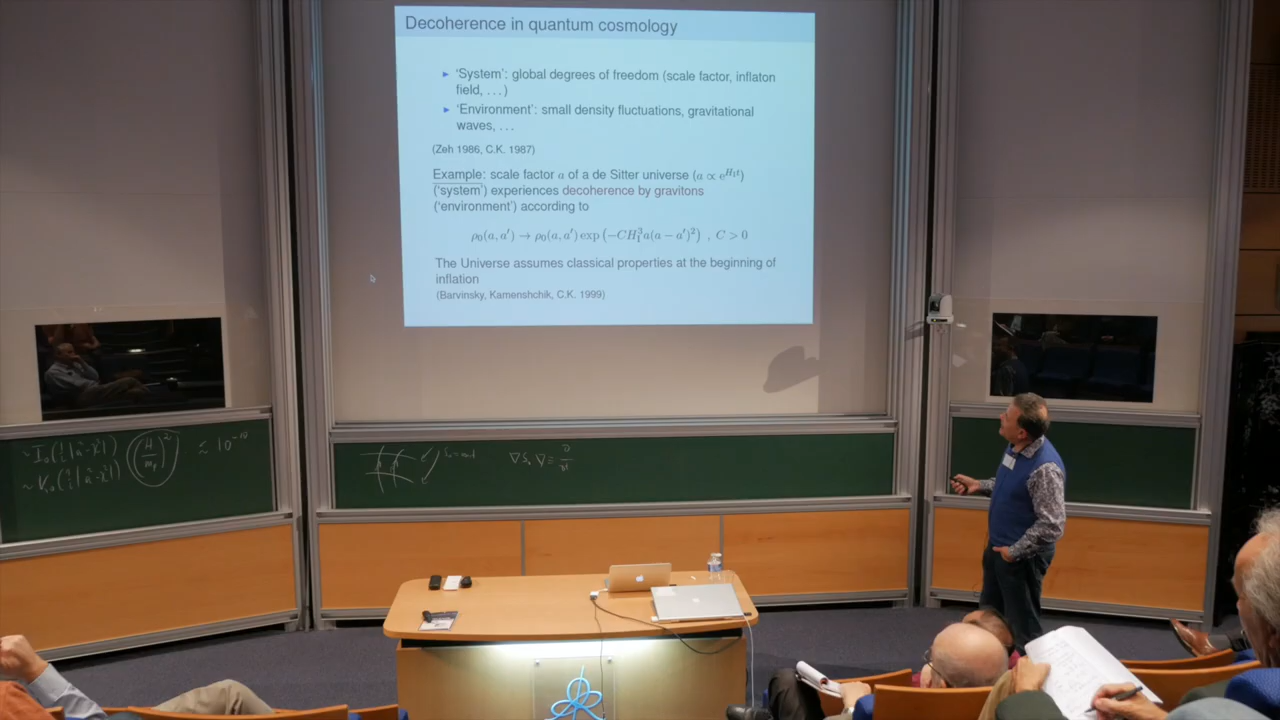 Decoherence in quantum cosmology
► ‘System’: global degrees of freedom (scale factor, inflaton
field, . . . )
► ‘Environment’: small density fluctuations, gravitational
waves, . . .
(Zeh 1986, C.K. 1987)
Example: scale factor a of a de Sitter universe (a ∝ e^{H_I t})
(‘system’) experiences decoherence by gravitons
(‘environment’) according to
ρ₀(a, a′) → ρ₀(a, a′) exp (−CH_I³a(a − a′)²) , C > 0
The Universe assumes classical properties at the beginning of
inflation
(Barvinsky, Kamenshchik, C.K. 1999)
≲ 10⁻¹⁰